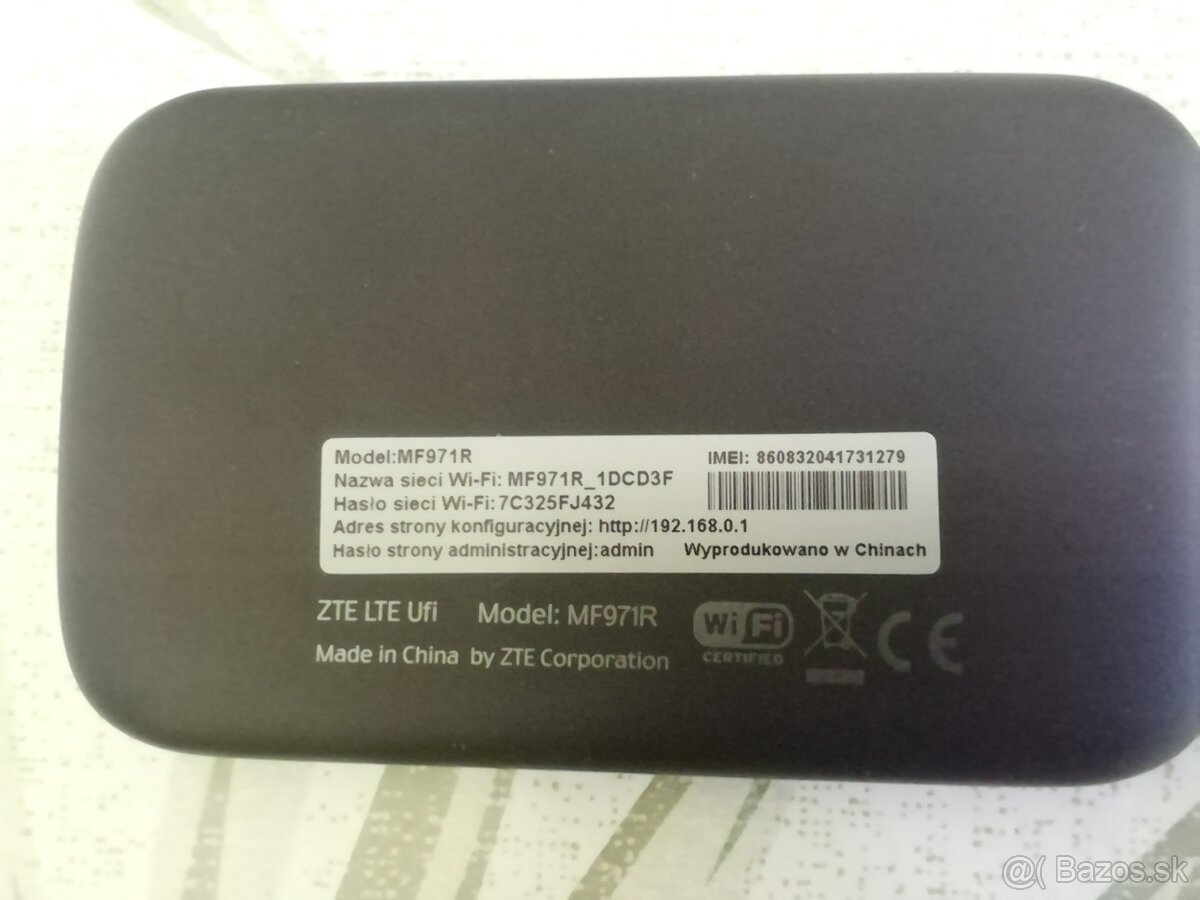 Model:MF971R
IMEI: 860832041731279
Nazwa sieci Wi-Fi: MF971R_1DCD3F
Hasło sieci Wi-Fi:7C325FJ432
Adres strony konfiguracyjnej: http://192.168.0.1
Hasło strony administracyjnej:admin Wyprodukowano w Chinach
ZTE LTE Ufi Model: MF971R
Wi Fi
CERTIFIED
CE
Made in China by ZTE Corporation
@( Bazos.sk